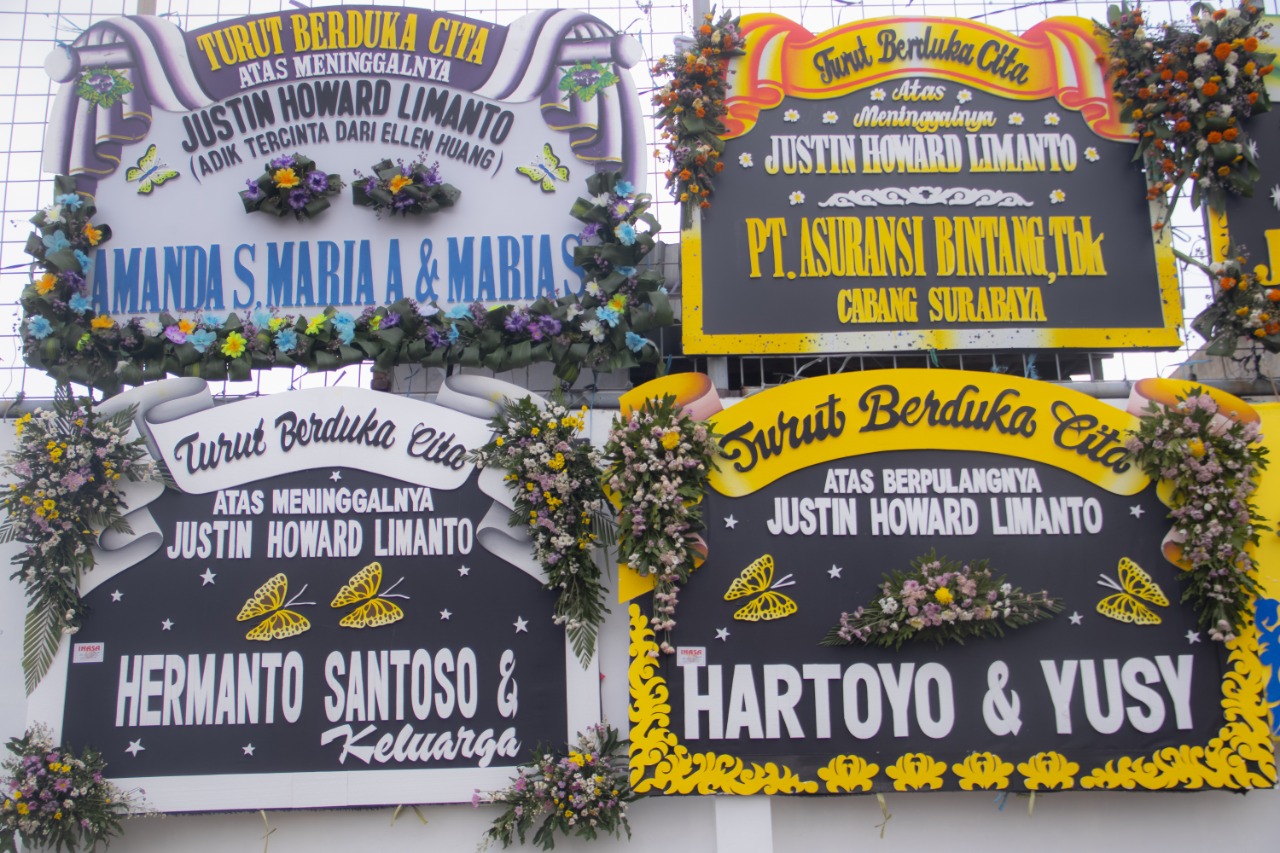 TURUT BERDUKA CITA
ATAS MENINGGALNYA
JUSTIN HOWARD LIMANTO
(ADIK TERCINTA DARI ELLEN HUANG)
AMANDA S, MARIA A & MARIA S
Turut Berduka Cita
Atas
Meninggalnya
JUSTIN HOWARD LIMANTO
PT. ASURANSI BINTANG, Tbk
CABANG SURABAYA
Turut Berduka Cita
ATAS MENINGGALNYA
JUSTIN HOWARD LIMANTO
HERMANTO SANTOSO &
Keluarga
Turut Berduka Cita
ATAS BERPULANGNYA
JUSTIN HOWARD LIMANTO
HARTOYO & YUSY